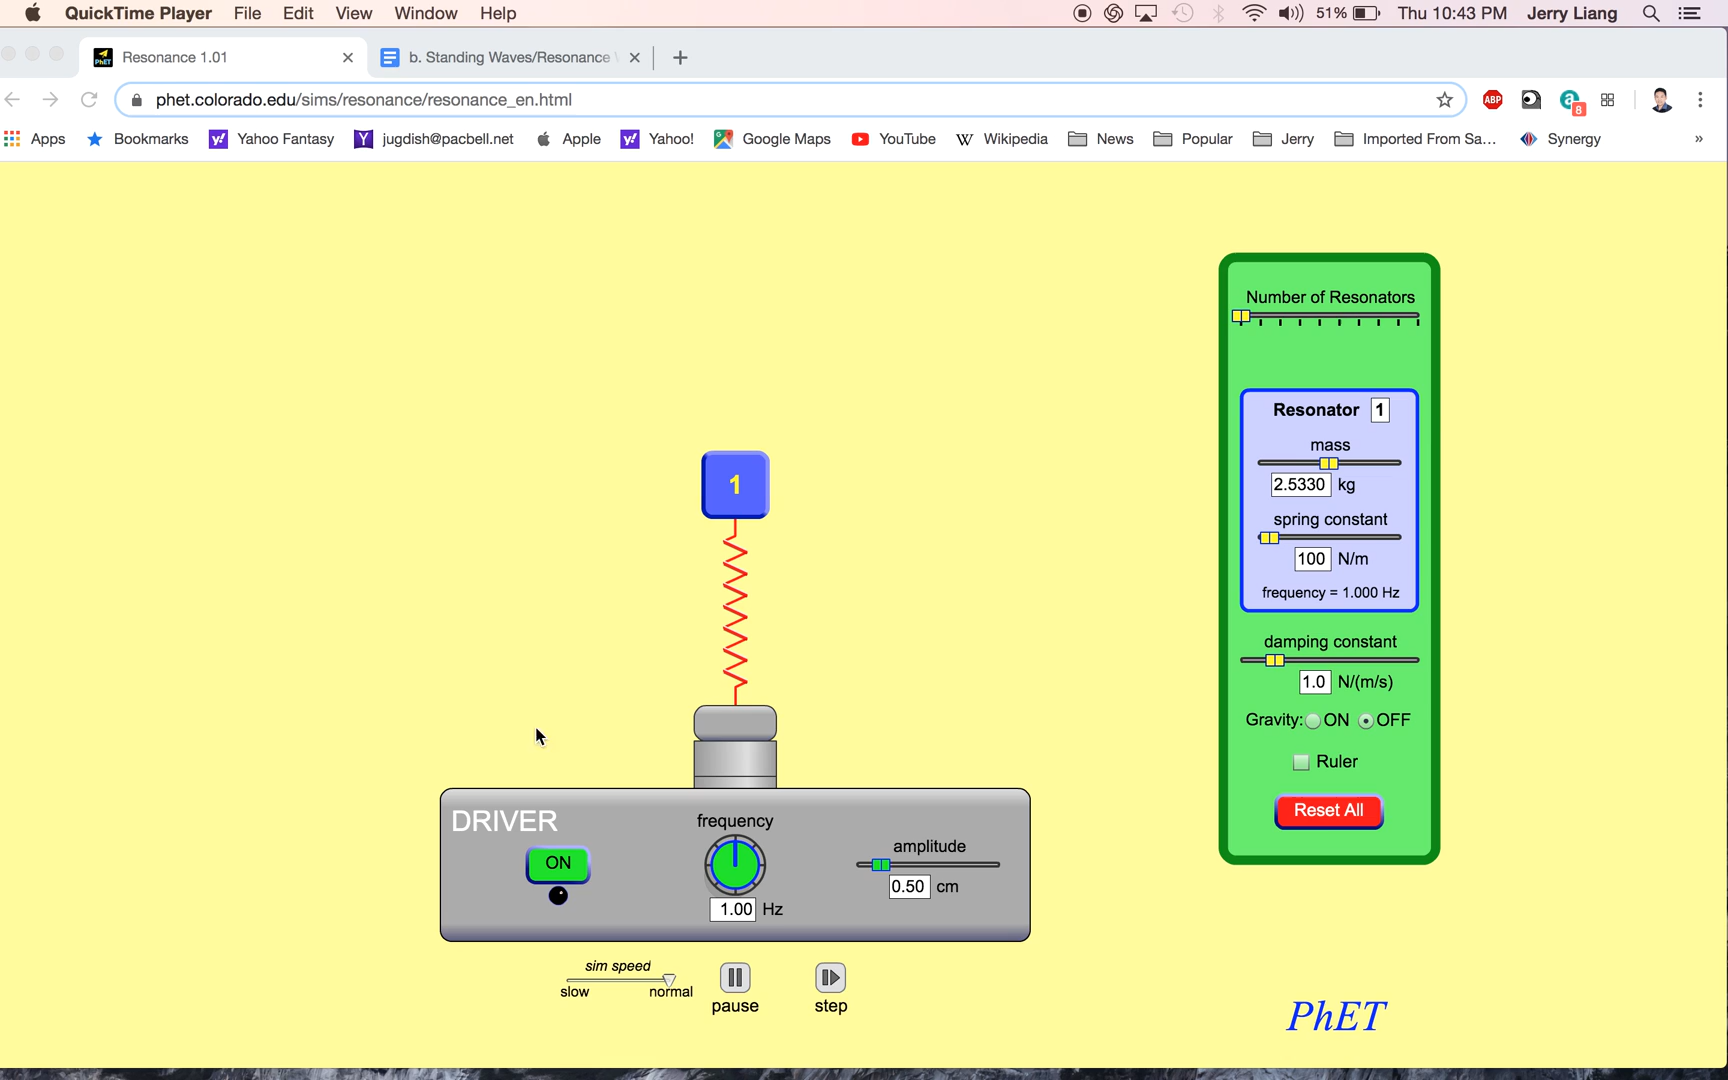 QuickTime Player File Edit View Window Help 51% Thu 10:43 PM Jerry Liang
PhET Resonance 1.01 b. Standing Waves/Resonance
phet.colorado.edu/sims/resonance/resonance_en.html ABP a 8
Apps Bookmarks Yahoo Fantasy jugdish@pacbell.net Apple Yahoo! Google Maps YouTube Wikipedia News Popular Jerry Imported From Sa... Synergy »
Number of Resonators
Resonator 1
mass
2.5330 kg
spring constant
100 N/m
frequency = 1.000 Hz
damping constant
1.0 N/(m/s)
Gravity: ON OFF
Ruler
Reset All
1
DRIVER
ON
frequency
1.00 Hz
amplitude
0.50 cm
sim speed
slow normal
pause
step
PhET